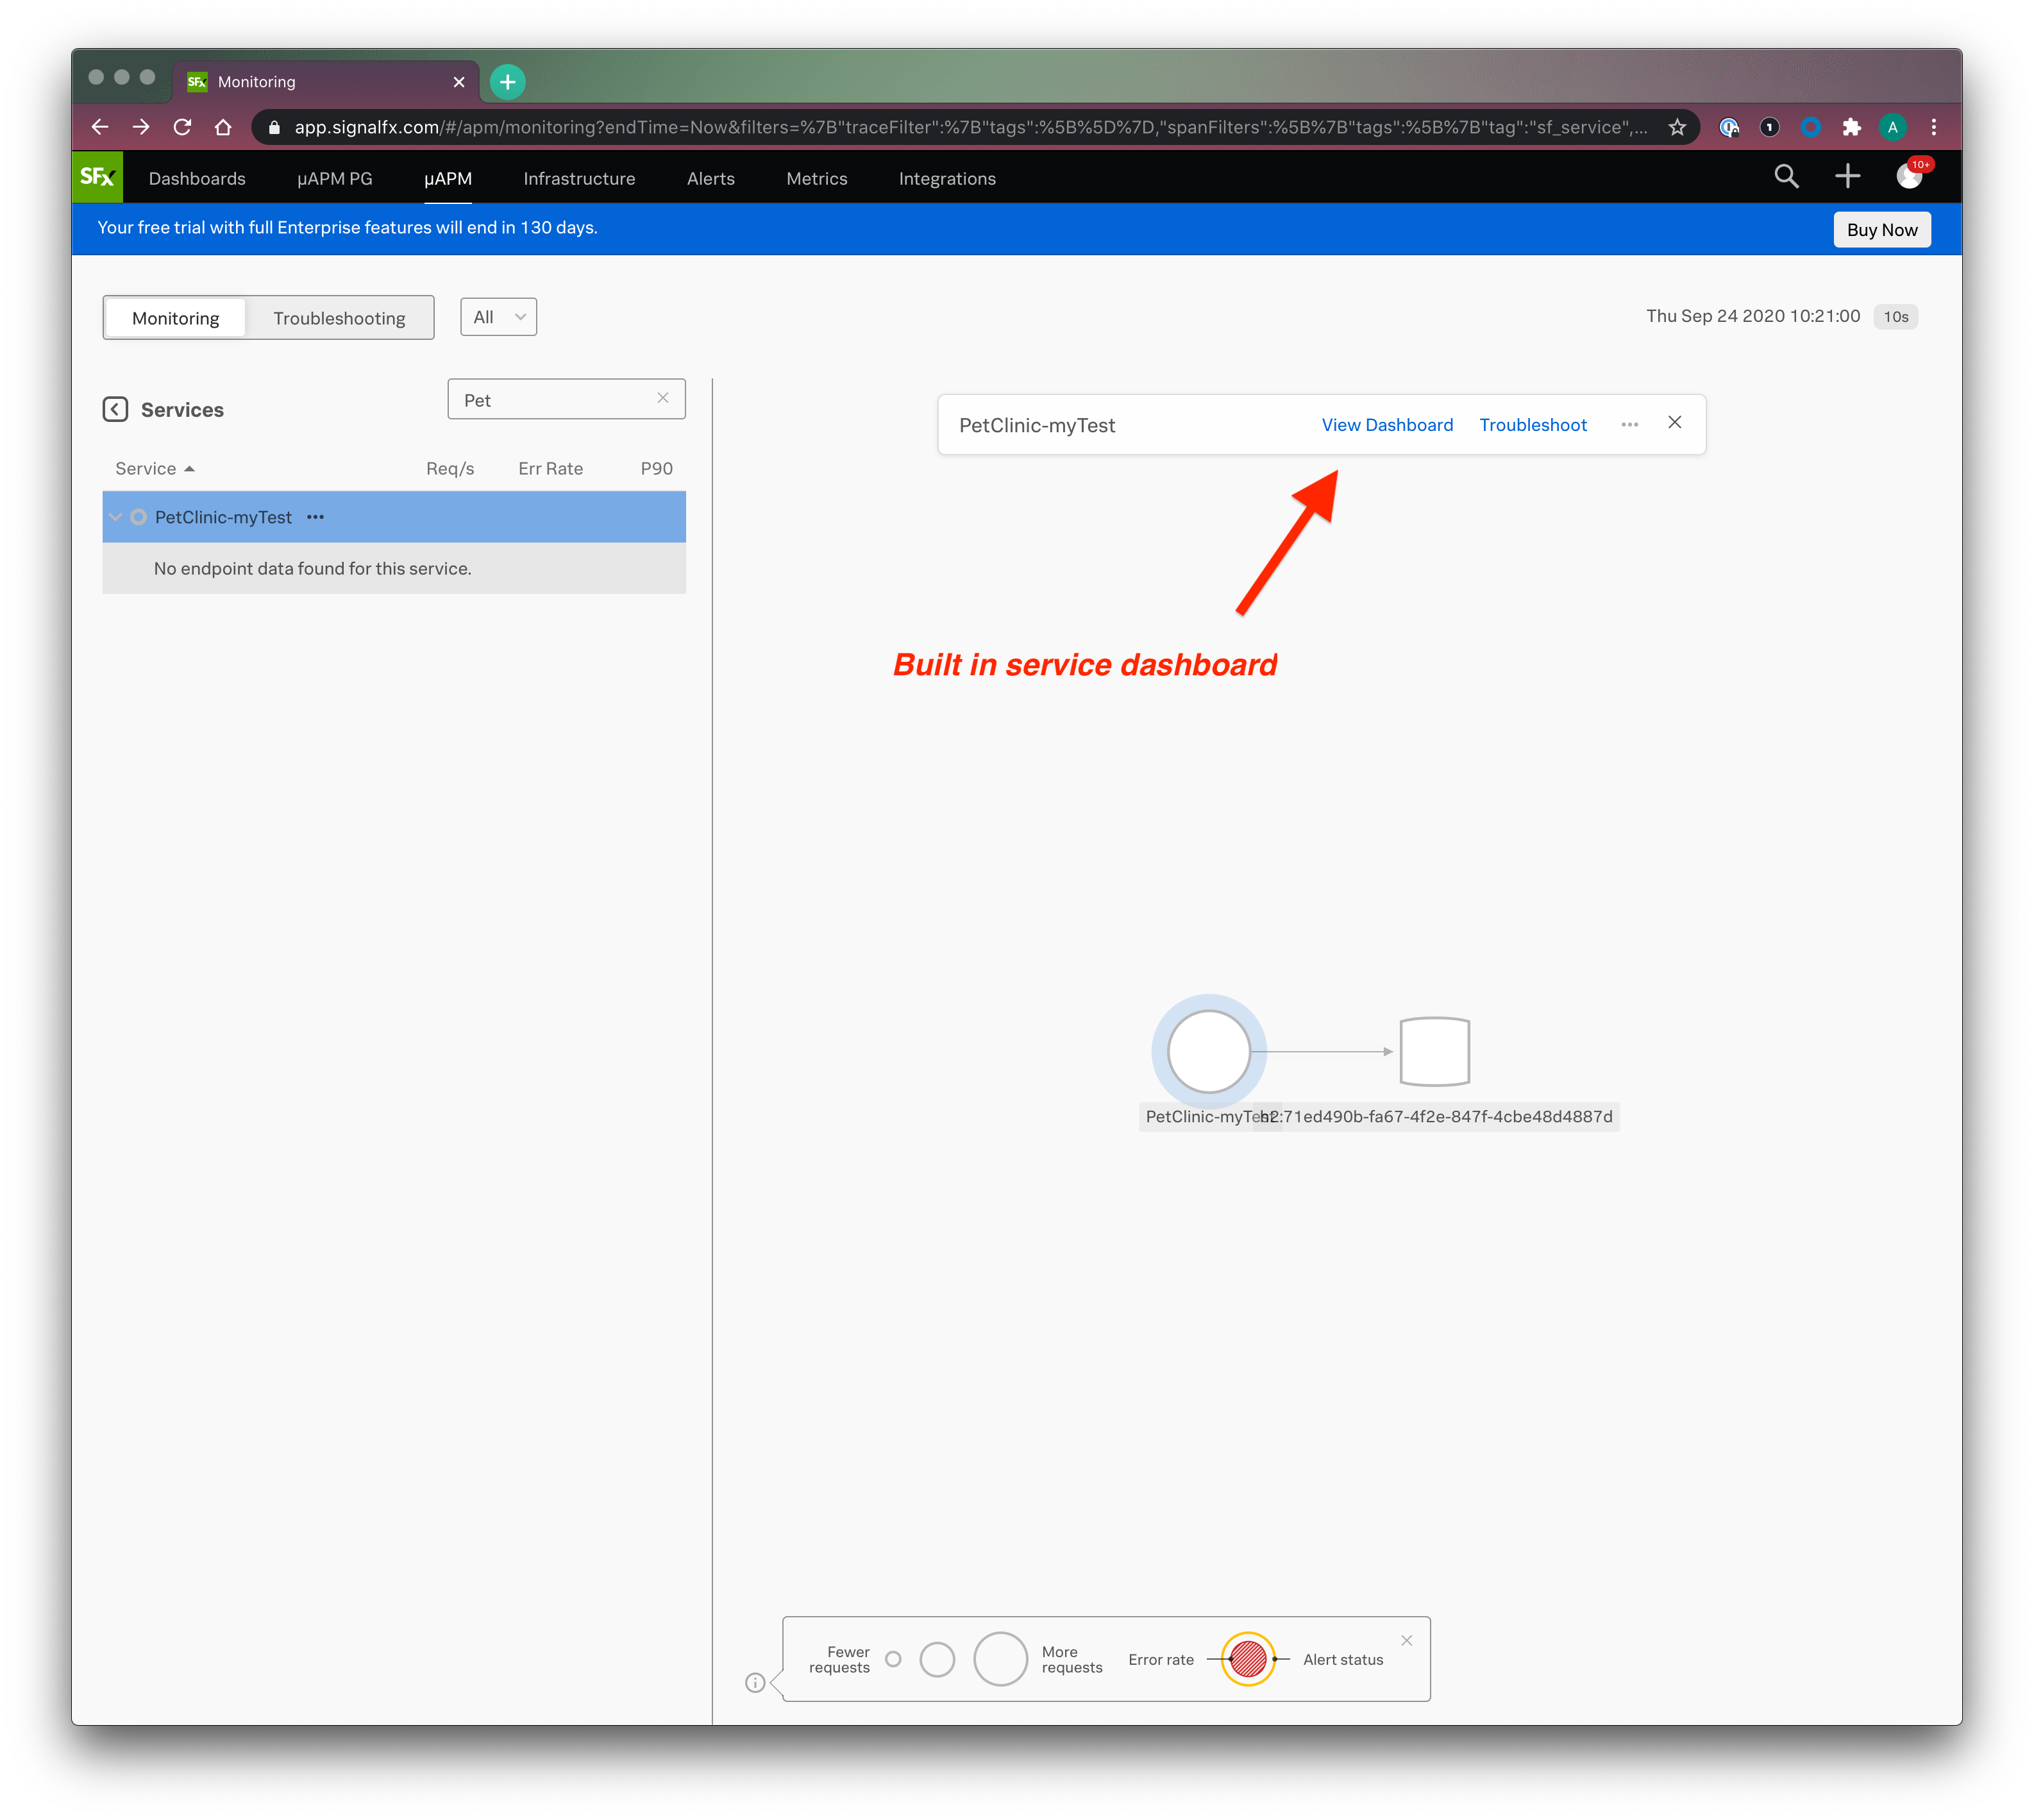 SFx Monitoring
app.signalfx.com/#/apm/monitoring?endTime=Now&filters=%7B"traceFilter":%7B"tags":%5B%5D%7D,"spanFilters":%5B%7B"tags":%5B%7B"tag":"sf_service",... 1 A
SFx Dashboards µAPM PG µAPM Infrastructure Alerts Metrics Integrations 10+
Your free trial with full Enterprise features will end in 130 days. Buy Now
Monitoring Troubleshooting All Thu Sep 24 2020 10:21:00 10s
Services Pet
PetClinic-myTest View Dashboard Troubleshoot ...
Service Req/s Err Rate P90
PetClinic-myTest ...
No endpoint data found for this service.
Built in service dashboard
PetClinic-myTest h2:71ed490b-fa67-4f2e-847f-4cbe48d4887d
Fewer requests More requests Error rate Alert status